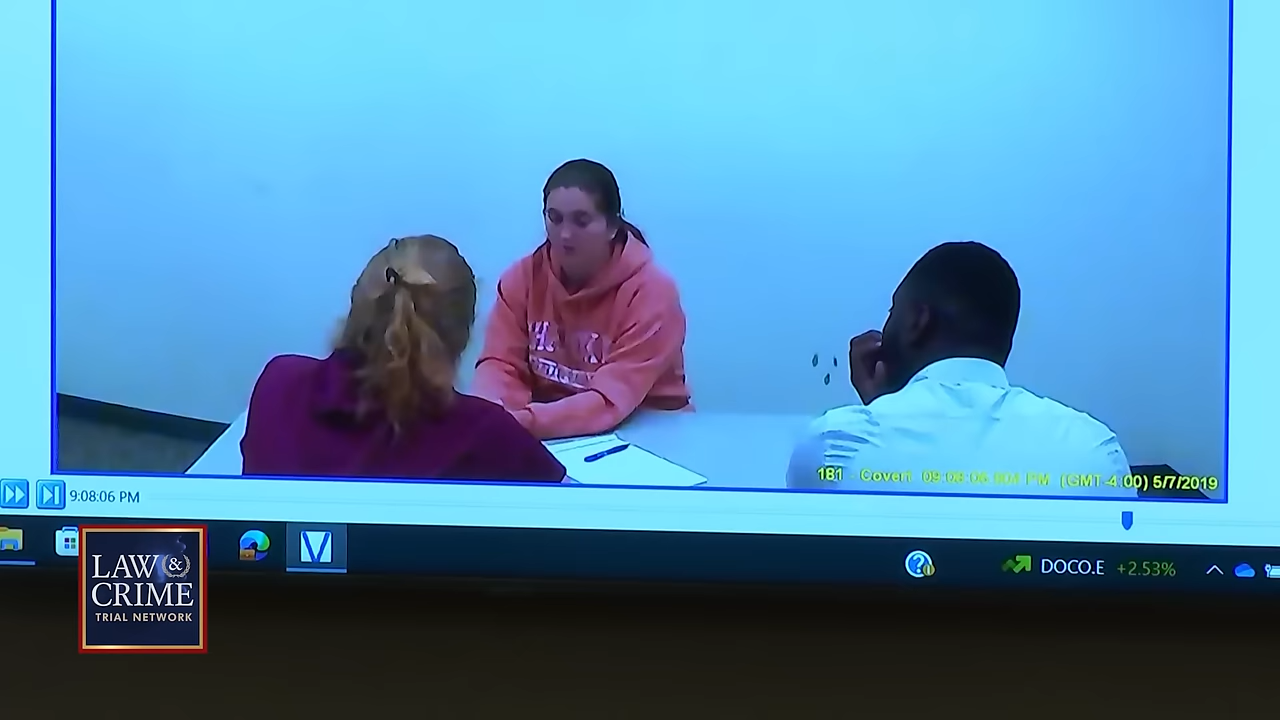 181 - Covert 09:08:06 PM (GMT-4:00) 5/7/2019
9:08:06 PM
DOCO.E +2.53%
LAW &
CRIME
TRIAL NETWORK